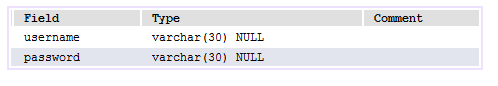 Field Type Comment
username varchar(30) NULL
password varchar(30) NULL